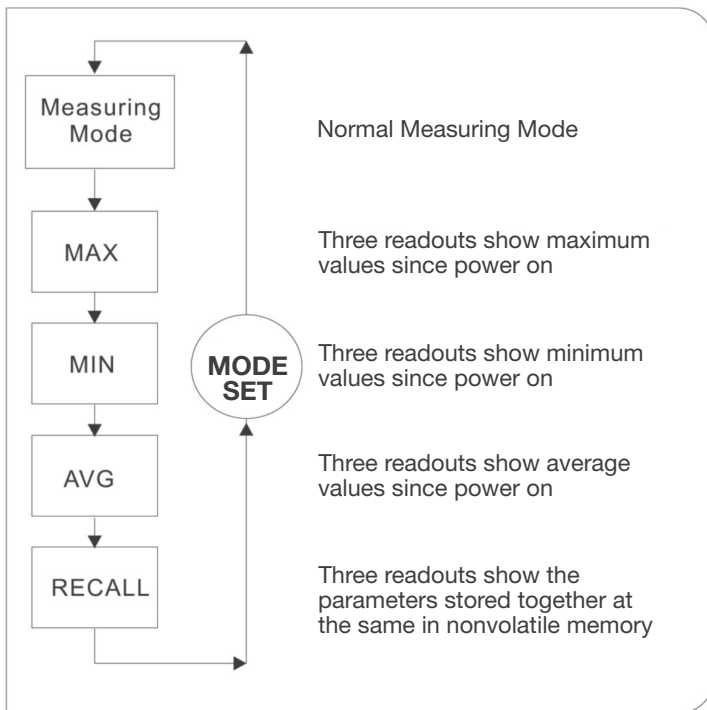 Measuring
Mode
Normal Measuring Mode
MAX
Three readouts show maximum
values since power on
MIN
MODE
SET
Three readouts show minimum
values since power on
AVG
Three readouts show average
values since power on
RECALL
Three readouts show the
parameters stored together at
the same in nonvolatile memory